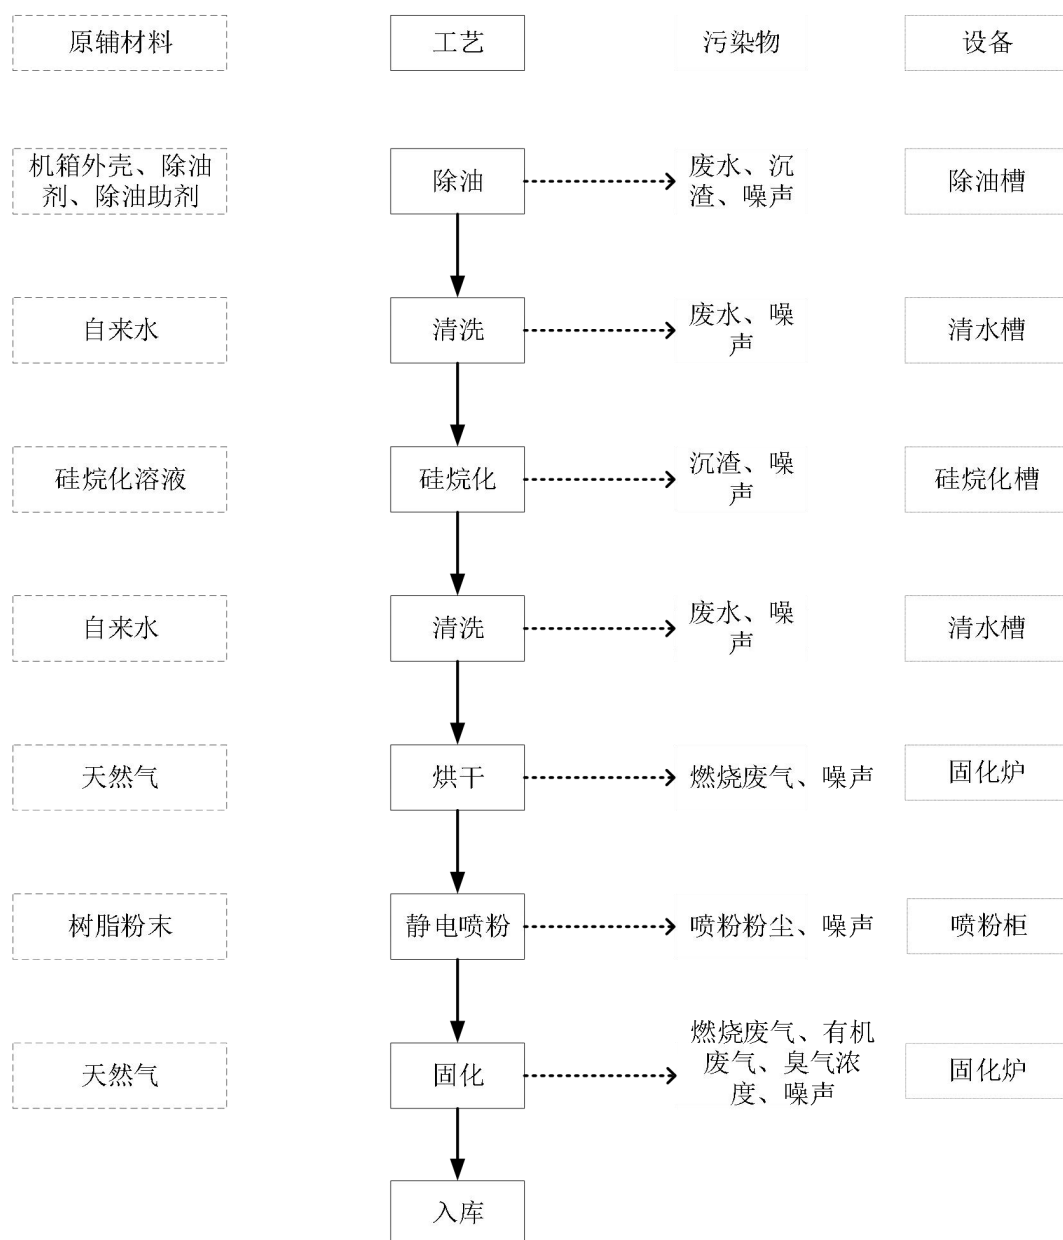 原辅材料
工艺
污染物
设备
机箱外壳、除油
剂、除油助剂
除油
废水、沉
渣、噪声
除油槽
自来水
清洗
废水、噪
声
清水槽
硅烷化溶液
硅烷化
沉渣、噪
声
硅烷化槽
自来水
清洗
废水、噪
声
清水槽
天然气
烘干
燃烧废气、噪声
固化炉
树脂粉末
静电喷粉
喷粉粉尘、噪声
喷粉柜
天然气
固化
燃烧废气、有机
废气、臭气浓
度、噪声
固化炉
入库